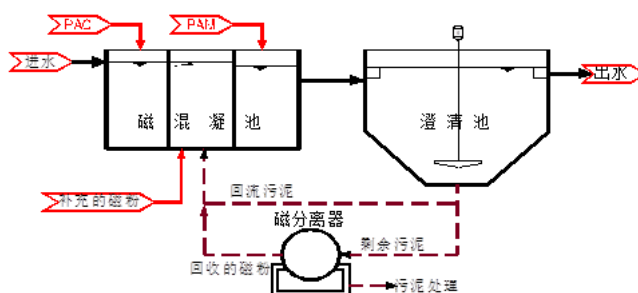 PAC
PAM
进水
出水
磁混凝池
澄清池
补充的磁粉
回流污泥
磁分离器
剩余污泥
回收的磁粉
污泥处理